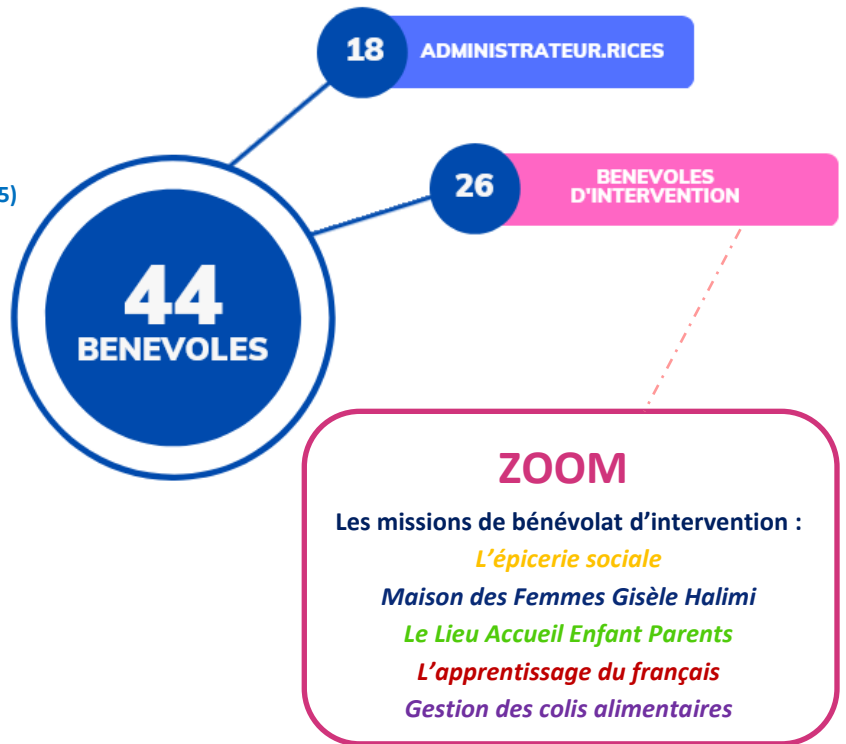 18
ADMINISTRATEUR.RICES
5)
26
BENEVOLES
D'INTERVENTION
44
BENEVOLES
ZOOM
Les missions de bénévolat d’intervention :
L’épicerie sociale
Maison des Femmes Gisèle Halimi
Le Lieu Accueil Enfant Parents
L’apprentissage du français
Gestion des colis alimentaires